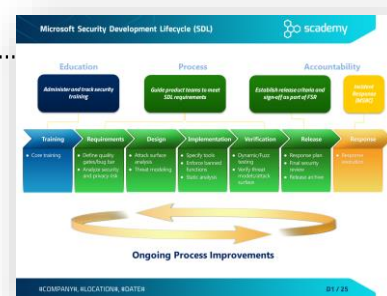 Microsoft Security Development Lifecycle (SDL)
scademy
Education
Process
Accountability
Administer and track security
training
Guide product teams to meet
SDL requirements
Establish release criteria and
sign-off as part of FSR
Incident
Response
(MSRC)
Training
Requirements
Design
Implementation
Verification
Release
Response
• Core training
• Define quality
gates/bug bar
• Analyze security
and privacy risk
• Attack surface
analysis
• Threat modeling
• Specify tools
• Enforce banned
functions
• Static analysis
• Dynamic/Fuzz
testing
• Verify threat
models/attack
surface
• Response plan
• Final security
review
• Release archive
• Response
execution
Ongoing Process Improvements
#COMPANY#, #LOCATION#, #DATE#
01 / 25